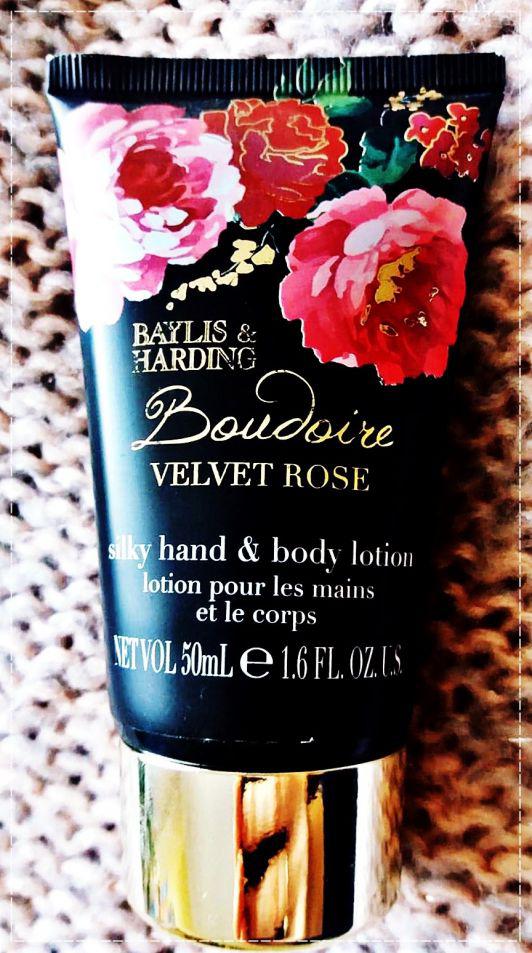 BAYLIS &
HARDING
Boudoire
VELVET ROSE
silky hand & body lotion
lotion pour les mains
et le corps
NET VOL 50mL ℮ 1.6 FL. OZ. U.S.